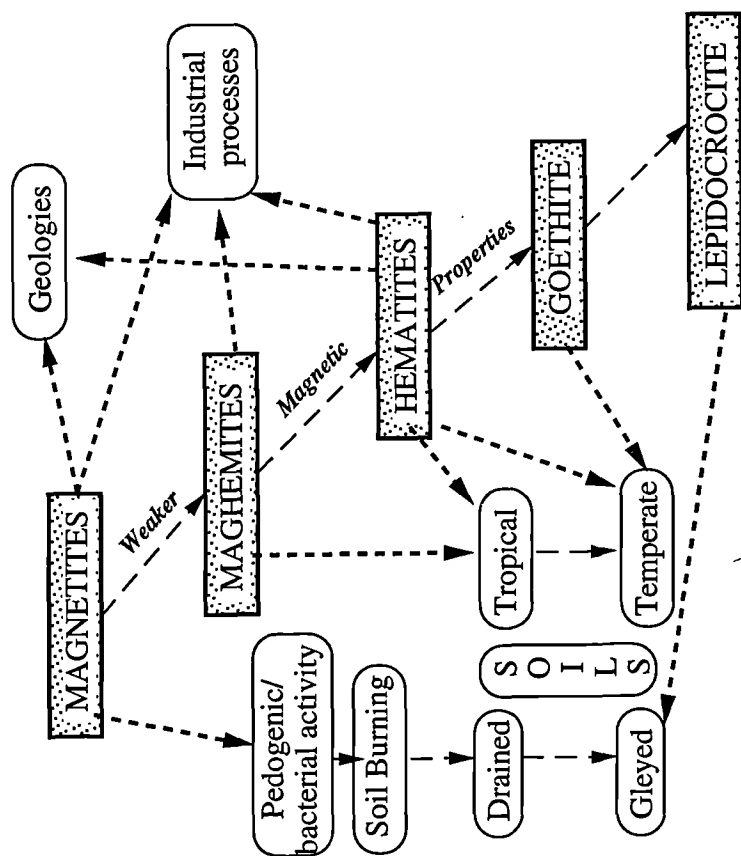 MAGNETITES
Geologies
Weaker
Industrial
processes
MAGHEMITES
Magnetic
Pedogenic/
bacterial activity
Soil Burning
HEMATITES
Properties
Drained
SOILS
Tropical
GOETHITE
Gleyed
Temperate
LEPIDOCROCITE